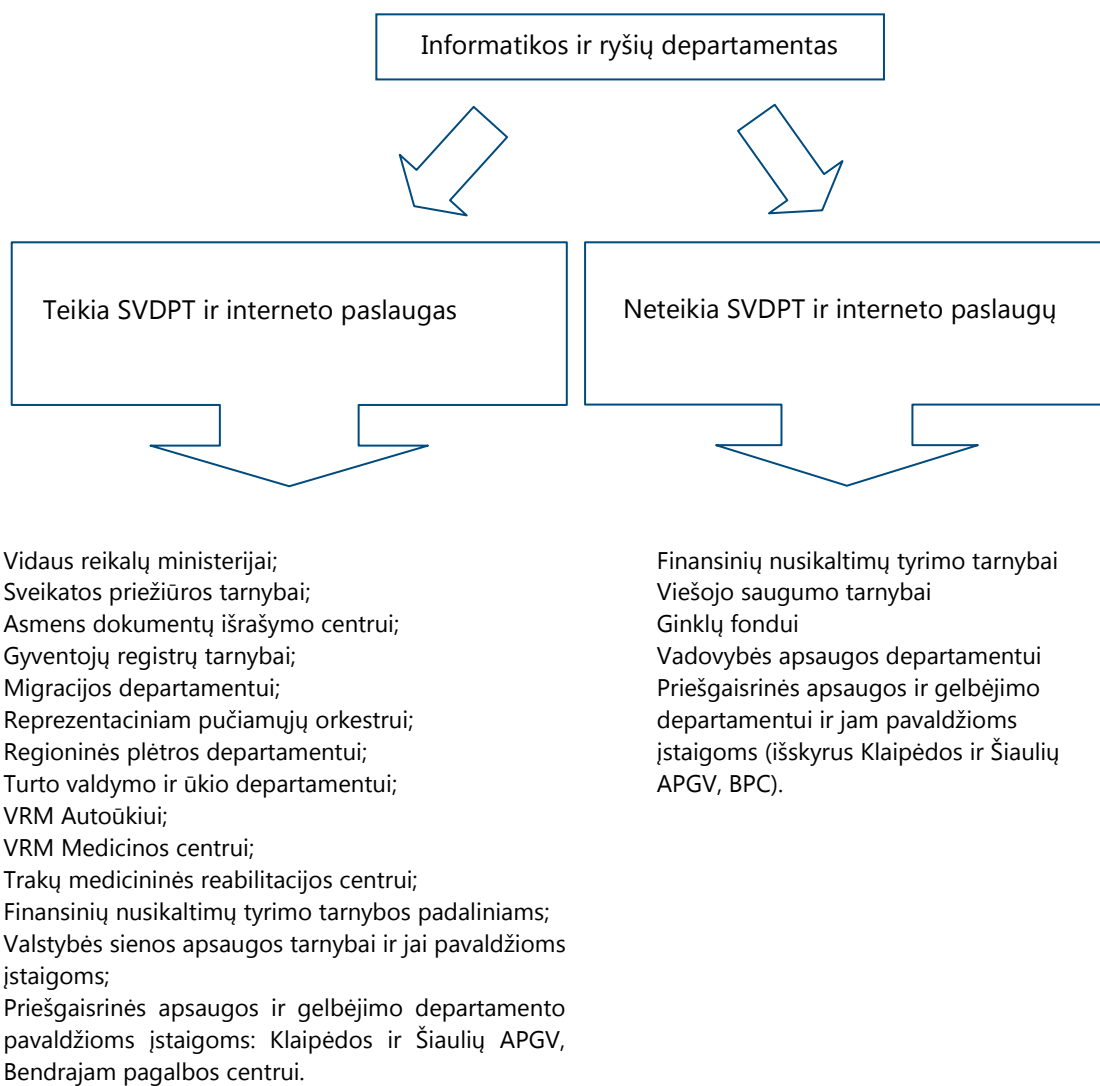 Informatikos ir ryšių departamentas
Teikia SVDPT ir interneto paslaugas
Neteikia SVDPT ir interneto paslaugų
Vidaus reikalų ministerijai;
Sveikatos priežiūros tarnybai;
Asmens dokumentų išrašymo centrui;
Gyventojų registrų tarnybai;
Migracijos departamentui;
Reprezentaciniam pučiamųjų orkestrui;
Regioninės plėtros departamentui;
Turto valdymo ir ūkio departamentui;
VRM Autoūkiui;
VRM Medicinos centrui;
Trakų medicininės reabilitacijos centrui;
Finansinių nusikaltimų tyrimo tarnybos padaliniams;
Valstybės sienos apsaugos tarnybai ir jai pavaldžioms
įstaigoms;
Priešgaisrinės apsaugos ir gelbėjimo departamento
pavaldžioms įstaigoms: Klaipėdos ir Šiaulių APGV,
Bendrajam pagalbos centrui.
Finansinių nusikaltimų tyrimo tarnybai
Viešojo saugumo tarnybai
Ginklų fondui
Vadovybės apsaugos departamentui
Priešgaisrinės apsaugos ir gelbėjimo
departamentui ir jam pavaldžioms
įstaigoms (išskyrus Klaipėdos ir Šiaulių
APGV, BPC).